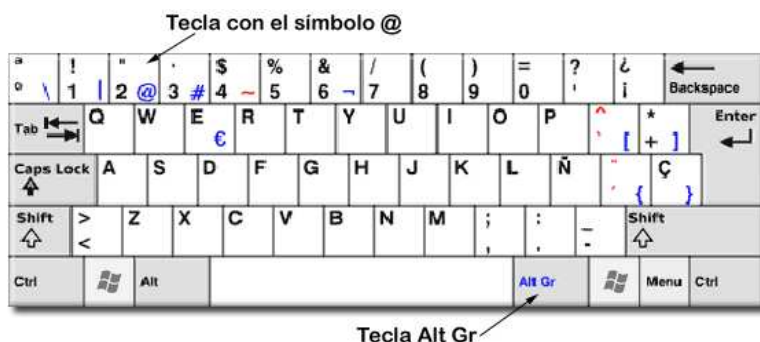 Tecla con el símbolo @
ª ! " · $ % & / ( ) = ? ¿
º \ 1 | 2 @ 3 # 4 ~ 5 6 ¬ 7 8 9 0 ' ¡ Backspace
Tab Q W E € R T Y U I O P ^ ` [ * + ] Enter
Caps Lock A S D F G H J K L Ñ ¨ ´ { Ç }
Shift > < Z X C V B N M ; , : . _ - Shift
Ctrl Alt Alt Gr Menu Ctrl
Tecla Alt Gr